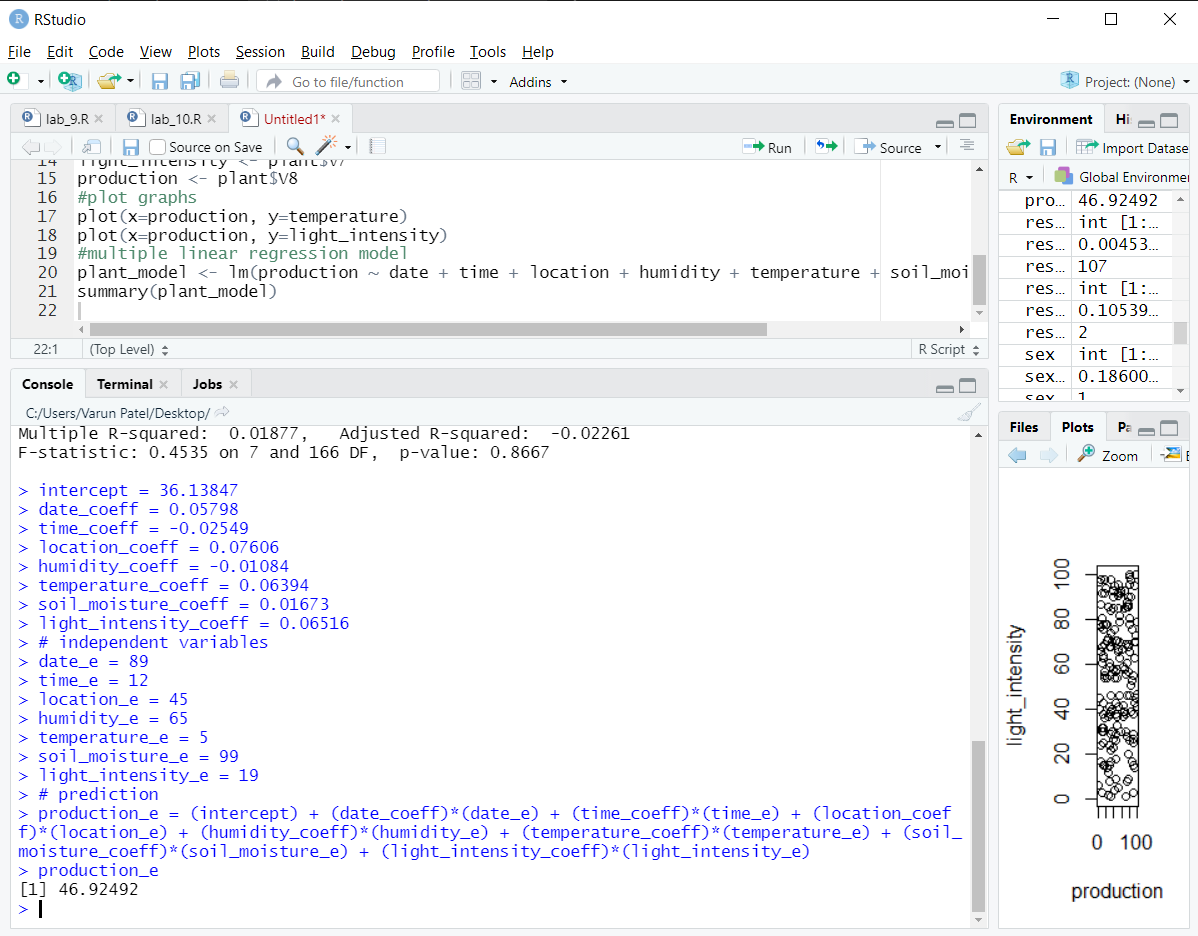 RStudio
File Edit Code View Plots Session Build Debug Profile Tools Help
Go to file/function Addins Project: (None)
lab_9.R lab_10.R Untitled1*
Source on Save Run Source
14 light_intensity <- plant$V7
15 production <- plant$V8
16 #plot graphs
17 plot(x=production, y=temperature)
18 plot(x=production, y=light_intensity)
19 #multiple linear regression model
20 plant_model <- lm(production ~ date + time + location + humidity + temperature + soil_moi
21 summary(plant_model)
22
22:1 (Top Level) R Script
Console Terminal Jobs
C:/Users/Varun Patel/Desktop/
Multiple R-squared:  0.01877,   Adjusted R-squared:  -0.02261
F-statistic: 0.4535 on 7 and 166 DF,  p-value: 0.8667
> intercept = 36.13847
> date_coeff = 0.05798
> time_coeff = -0.02549
> location_coeff = 0.07606
> humidity_coeff = -0.01084
> temperature_coeff = 0.06394
> soil_moisture_coeff = 0.01673
> light_intensity_coeff = 0.06516
> # independent variables
> date_e = 89
> time_e = 12
> location_e = 45
> humidity_e = 65
> temperature_e = 5
> soil_moisture_e = 99
> light_intensity_e = 19
> # prediction
> production_e = (intercept) + (date_coeff)*(date_e) + (time_coeff)*(time_e) + (location_coef
f)*(location_e) + (humidity_coeff)*(humidity_e) + (temperature_coeff)*(temperature_e) + (soil_
moisture_coeff)*(soil_moisture_e) + (light_intensity_coeff)*(light_intensity_e)
> production_e
[1] 46.92492
>
Environment Hi
Import Datase
R Global Environmen
pro... 46.92492
res... int [1:...
res... 0.00453...
res... 107
res... int [1:...
res... 0.10539...
res... 2
sex int [1:...
sex... 0.18600...
sex 1
Files Plots Pa
Zoom E
light_intensity
100
80
60
40
20
0
0 100
production